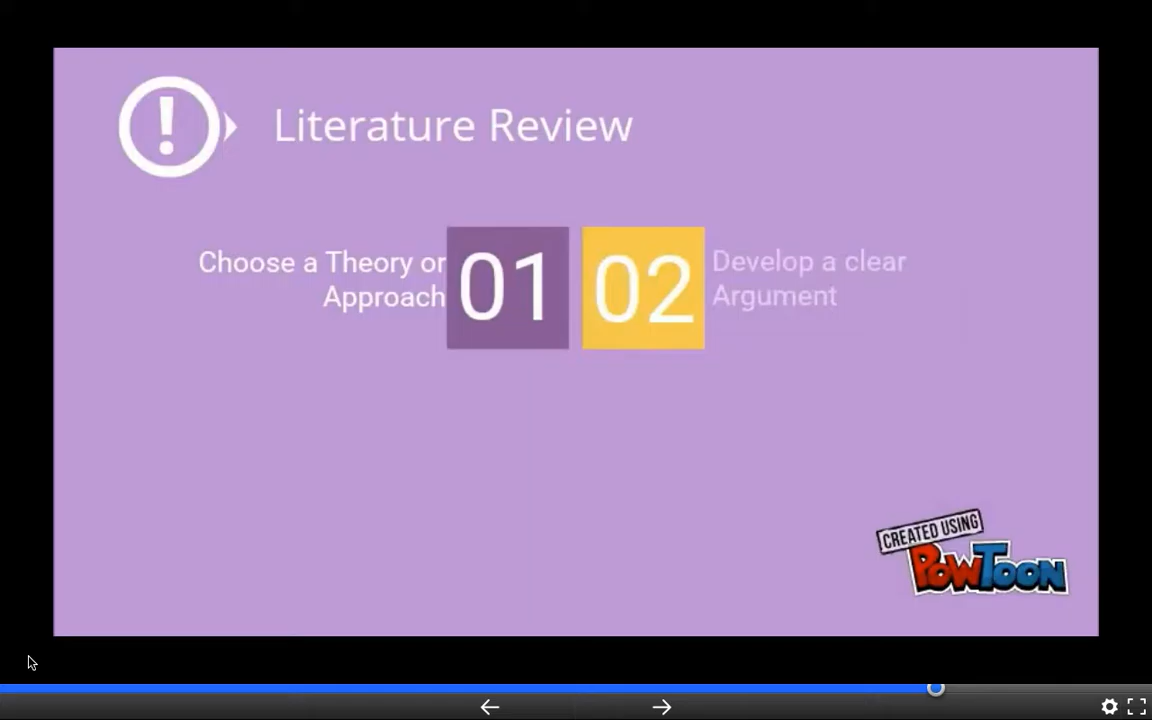 !
Literature Review
Choose a Theory or
Approach
01
02
Develop a clear
Argument
CREATED USING
POWTOON